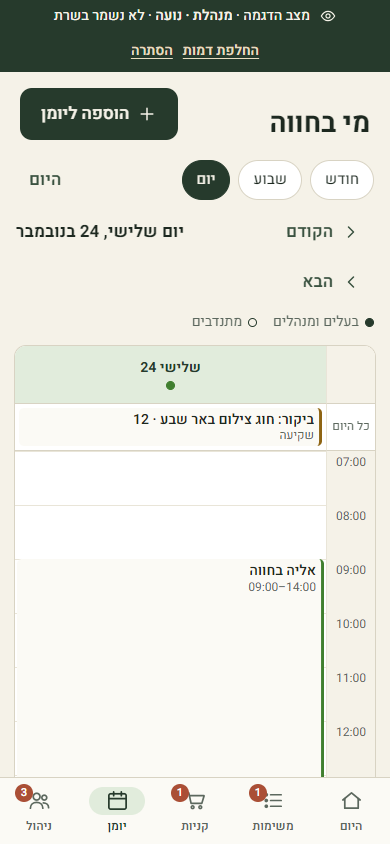 מצב הדגמה · מנהלת · נועה · לא נשמר בשרת
החלפת דמות הסתרה
מי בחווה
הוספה ליומן
חודש שבוע יום היום
הקודם יום שלישי, 24 בנובמבר
הבא
בעלים ומנהלים מתנדבים
שלישי 24
כל היום
ביקור: חוג צילום באר שבע · 12
שקיעה
07:00
08:00
09:00
אליה בחווה
09:00–14:00
10:00
11:00
12:00
היום
משימות 1
קניות 1
יומן
ניהול 3